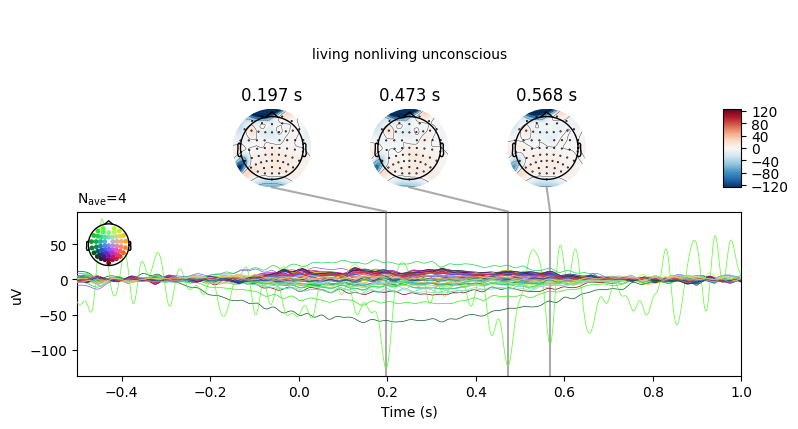 living nonliving unconscious
0.197 s 0.473 s 0.568 s
120
80
40
0
−40
−80
−120
Nave=4
50
0
−50
−100
uV
−0.4 −0.2 0.0 0.2 0.4 0.6 0.8 1.0
Time (s)